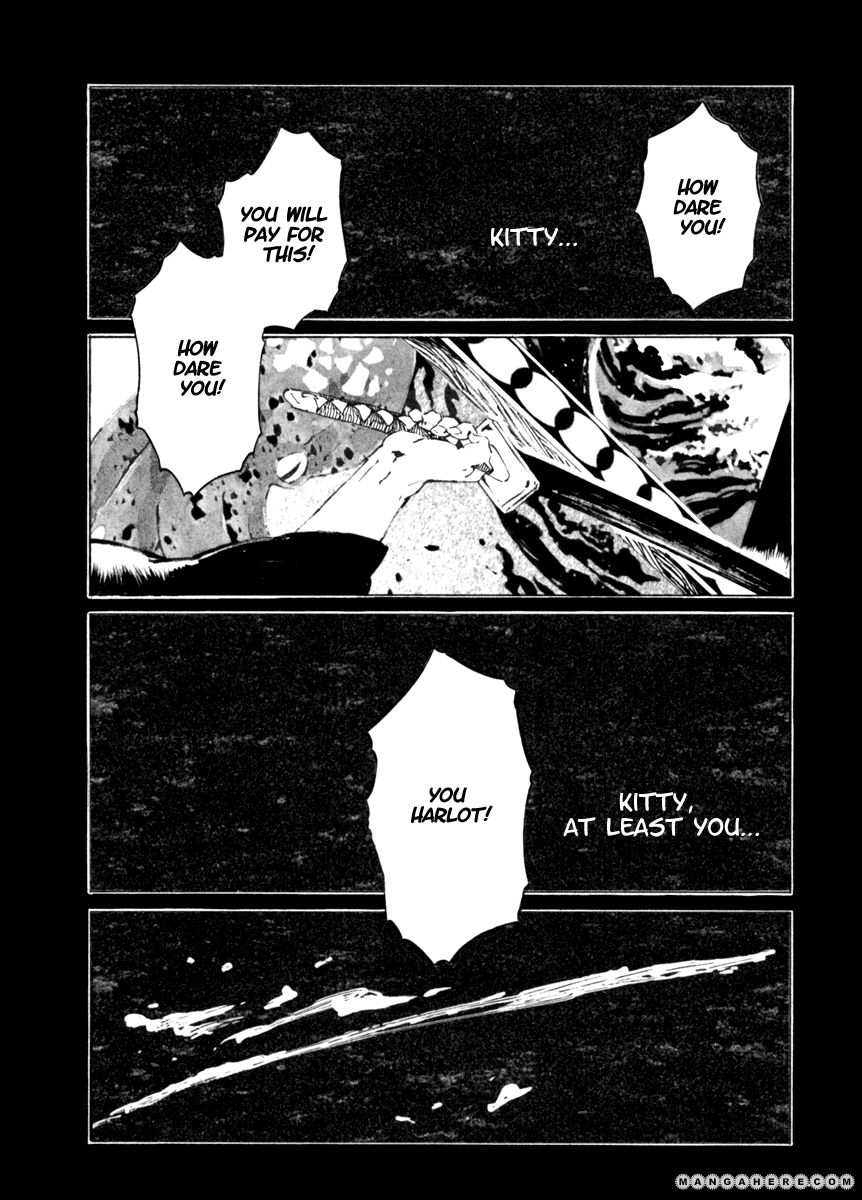 HOW
DARE
YOU!
KITTY...
YOU WILL
PAY FOR
THIS!
HOW
DARE
YOU!
KITTY,
AT LEAST YOU...
YOU
HARLOT!
MANGAHERE.COM